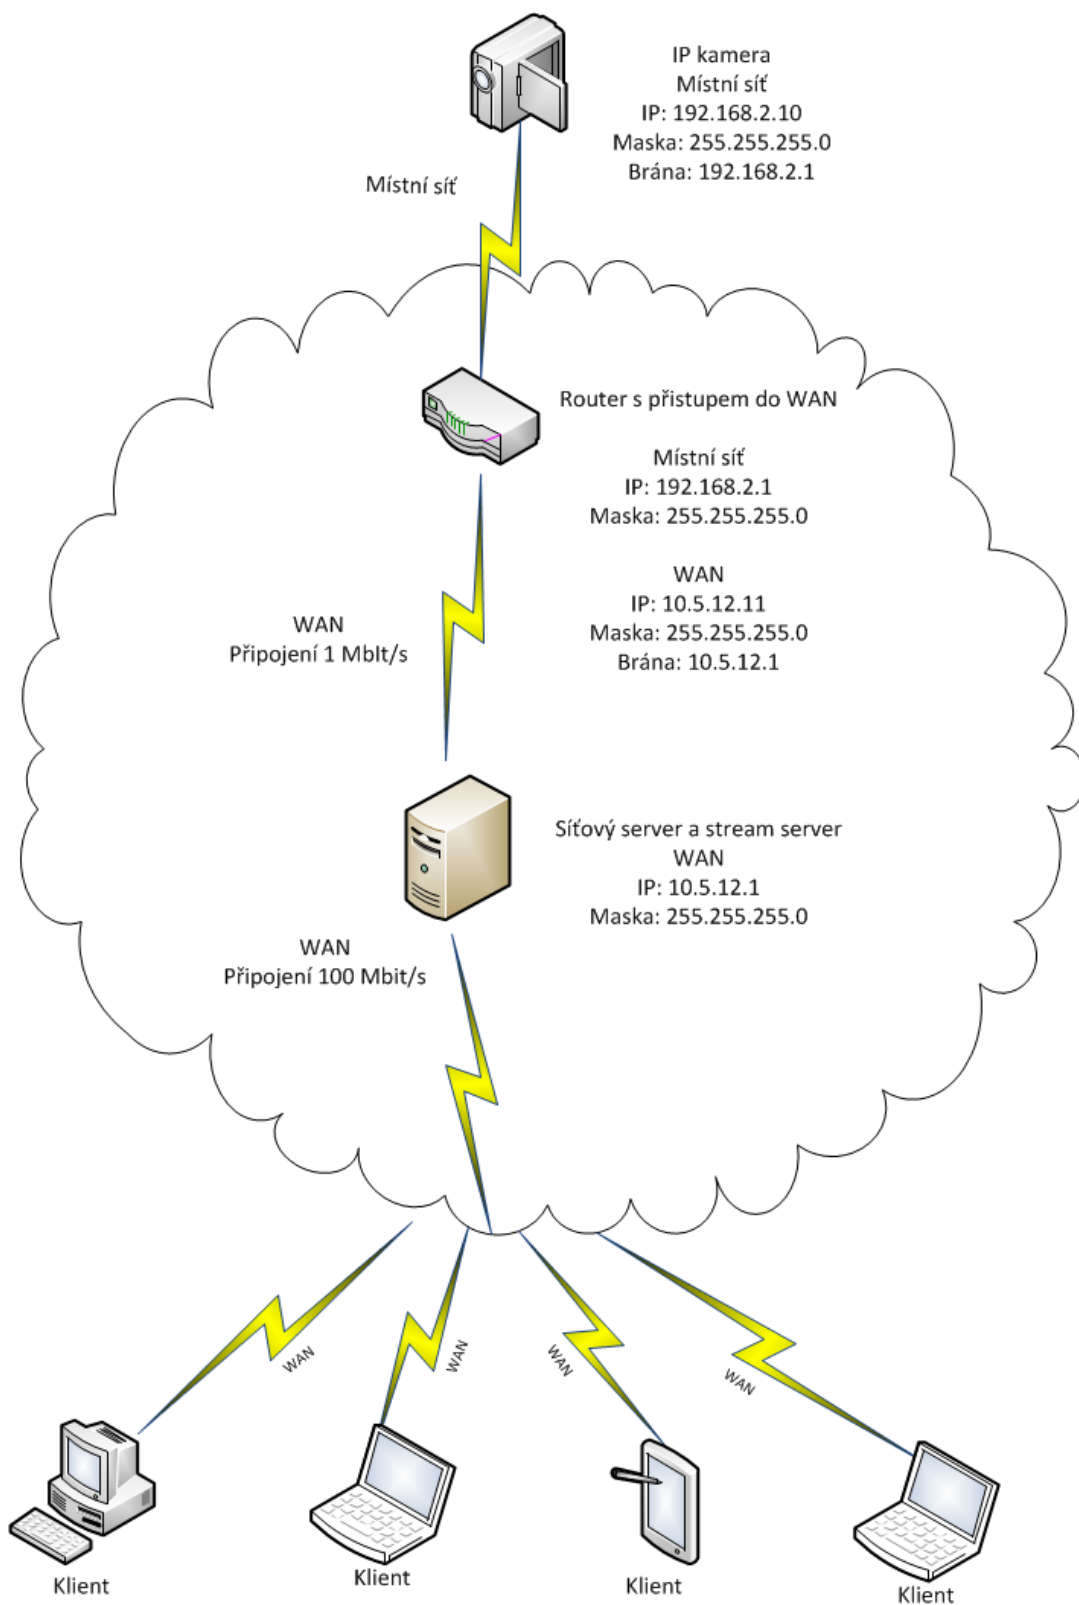 IP kamera
Místní síť
IP: 192.168.2.10
Maska: 255.255.255.0
Brána: 192.168.2.1
Místní síť
Router s přistupem do WAN
Místní síť
IP: 192.168.2.1
Maska: 255.255.255.0
WAN
IP: 10.5.12.11
Maska: 255.255.255.0
Brána: 10.5.12.1
WAN
Připojení 1 MbIt/s
Síťový server a stream server
WAN
IP: 10.5.12.1
Maska: 255.255.255.0
WAN
Připojení 100 Mbit/s
WAN
WAN
WAN
WAN
Klient
Klient
Klient
Klient